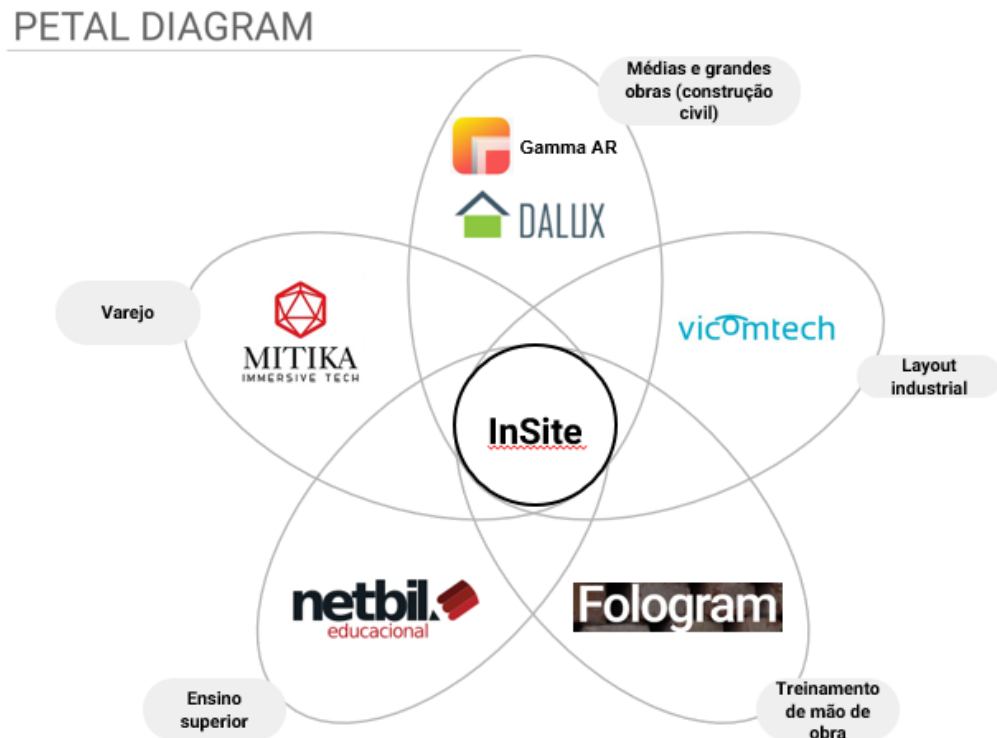 PETAL DIAGRAM
Médias e grandes
obras (construção
civil)
Gamma AR
DALUX
Varejo
MITIKA
IMMERSIVE TECH
vicomtech
Layout
industrial
InSite
netbil
educacional
Fologram
Ensino
superior
Treinamento
de mão de
obra